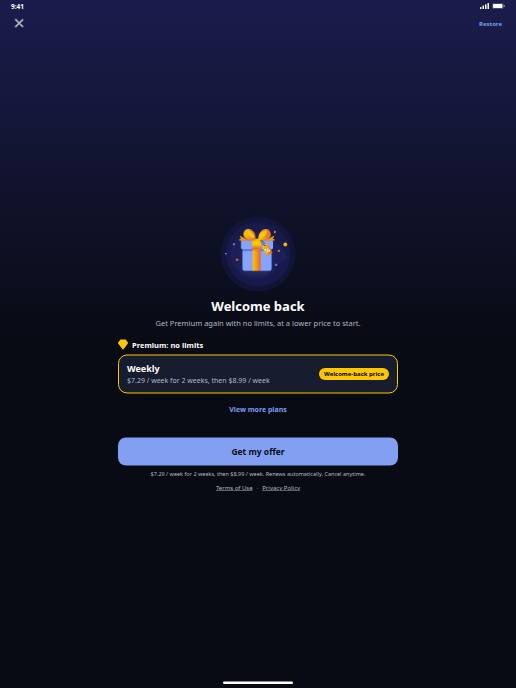 9:41
Restore
Welcome back
Get Premium again with no limits, at a lower price to start.
Premium: no limits
Weekly
$7.29 / week for 2 weeks, then $8.99 / week
Welcome-back price
View more plans
Get my offer
$7.29 / week for 2 weeks, then $8.99 / week. Renews automatically. Cancel anytime.
Terms of Use · Privacy Policy